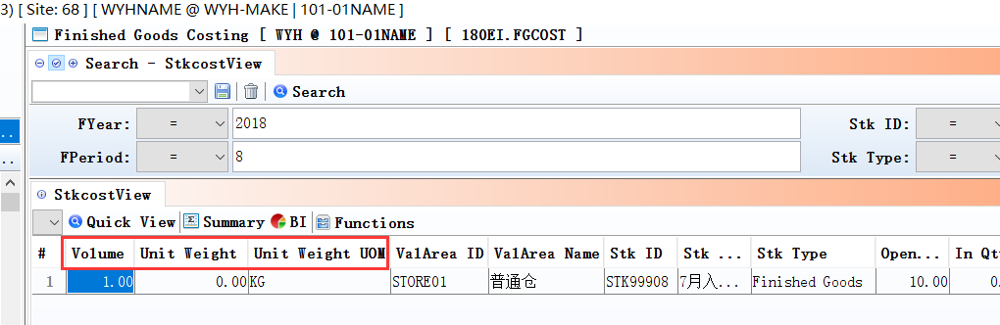 3) [ Site: 68 ] [ WYHNAME @ WYH-MAKE | 101-01NAME ]
Finished Goods Costing [ WYH @ 101-01NAME ] [ 180EI.FGCOST ]
Search - StkcostView
Search
FYear: = 2018 Stk ID: =
FPeriod: = 8 Stk Type: =
StkcostView
Quick View Summary BI Functions
# Volume Unit Weight Unit Weight UOM ValArea ID ValArea Name Stk ID Stk ... Stk Type Open... In Qt
1 1.00 0.00 KG STORE01 普通仓 STK99908 7月入... Finished Goods 10.00 0.